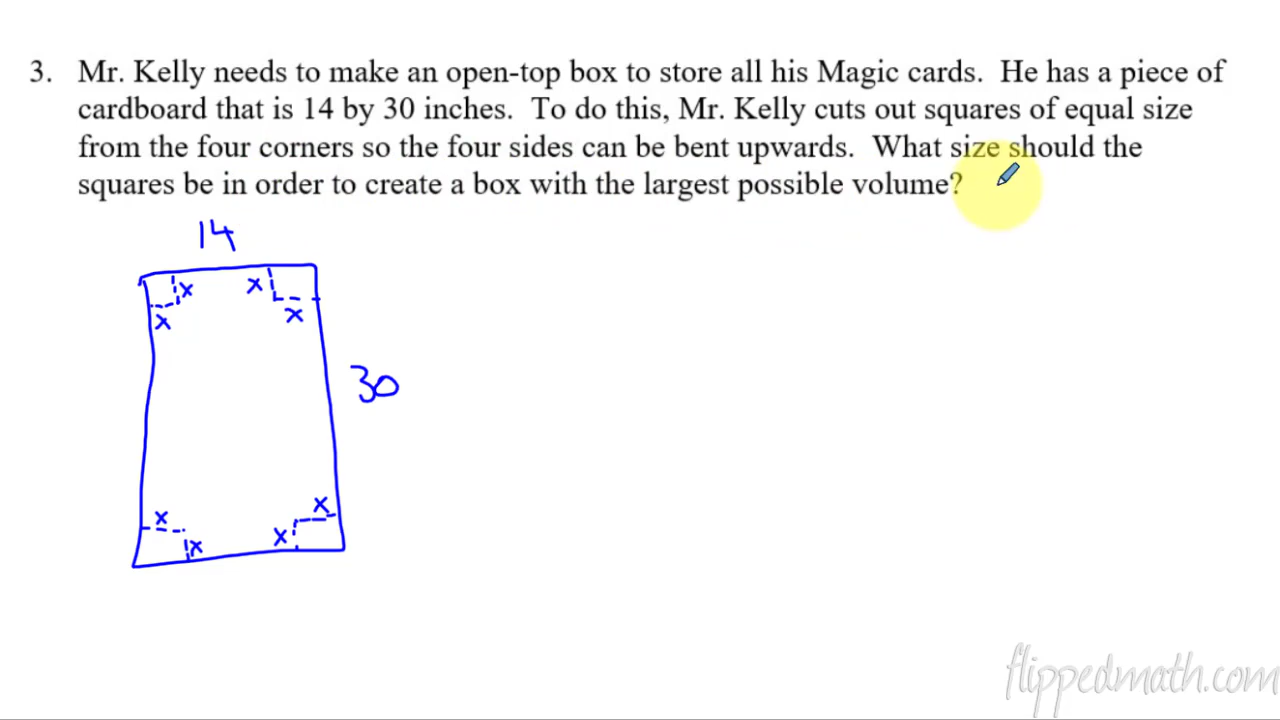 3. Mr. Kelly needs to make an open-top box to store all his Magic cards. He has a piece of
cardboard that is 14 by 30 inches. To do this, Mr. Kelly cuts out squares of equal size
from the four corners so the four sides can be bent upwards. What size should the
squares be in order to create a box with the largest possible volume?
14
x x
x x
30
x x
x x
flippedmath.com